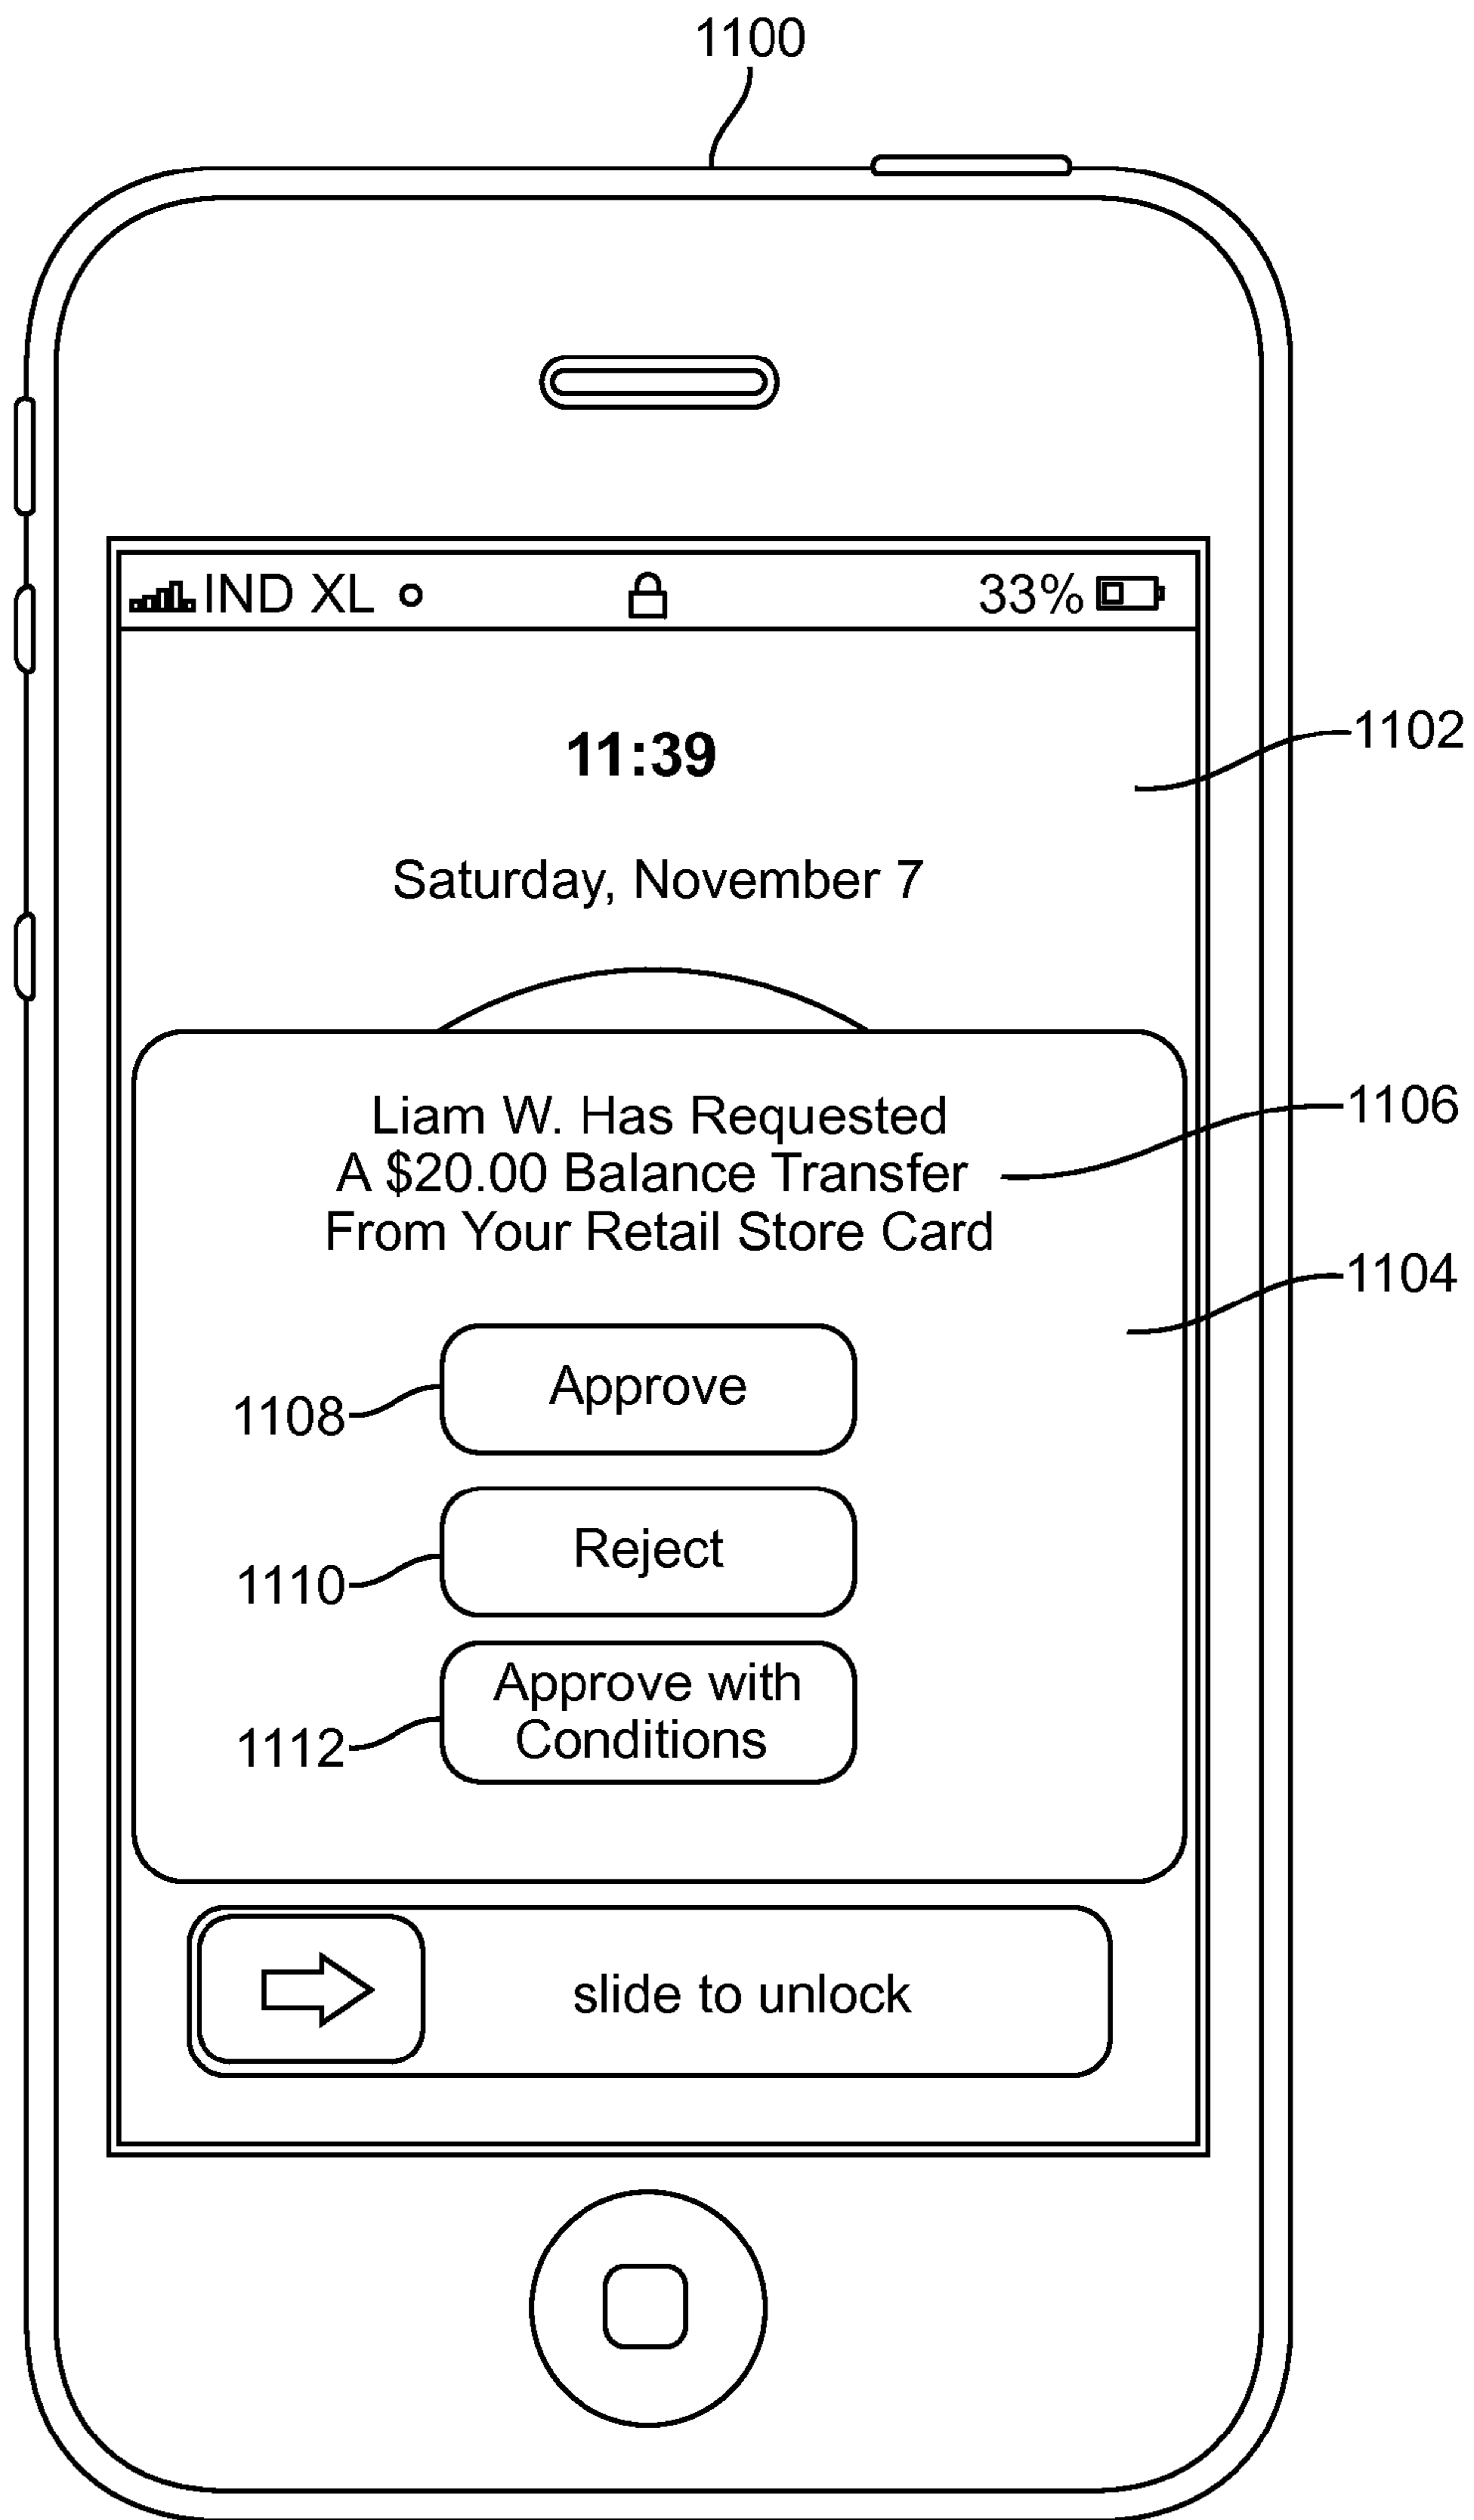 1100
IND XL
33%
11:39
1102
Saturday, November 7
Liam W. Has Requested
1106
A $20.00 Balance Transfer
From Your Retail Store Card
1104
Approve
1108
Reject
1110
Approve with
Conditions
1112
slide to unlock